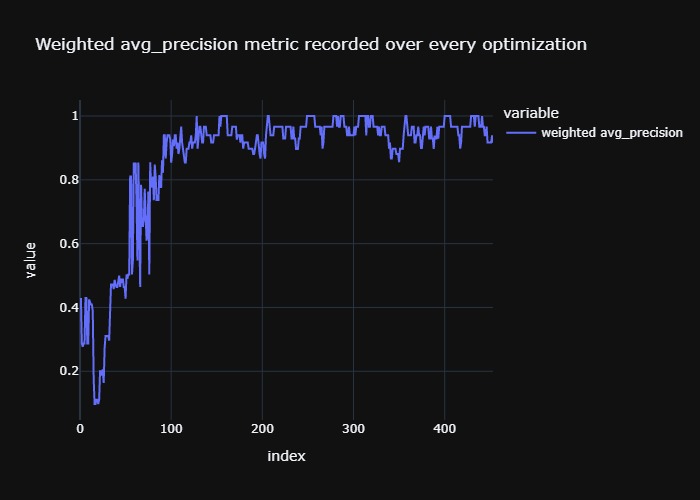 Weighted avg_precision metric recorded over every optimization
variable
weighted avg_precision
1
0.8
0.6
0.4
0.2
value
0 100 200 300 400
index